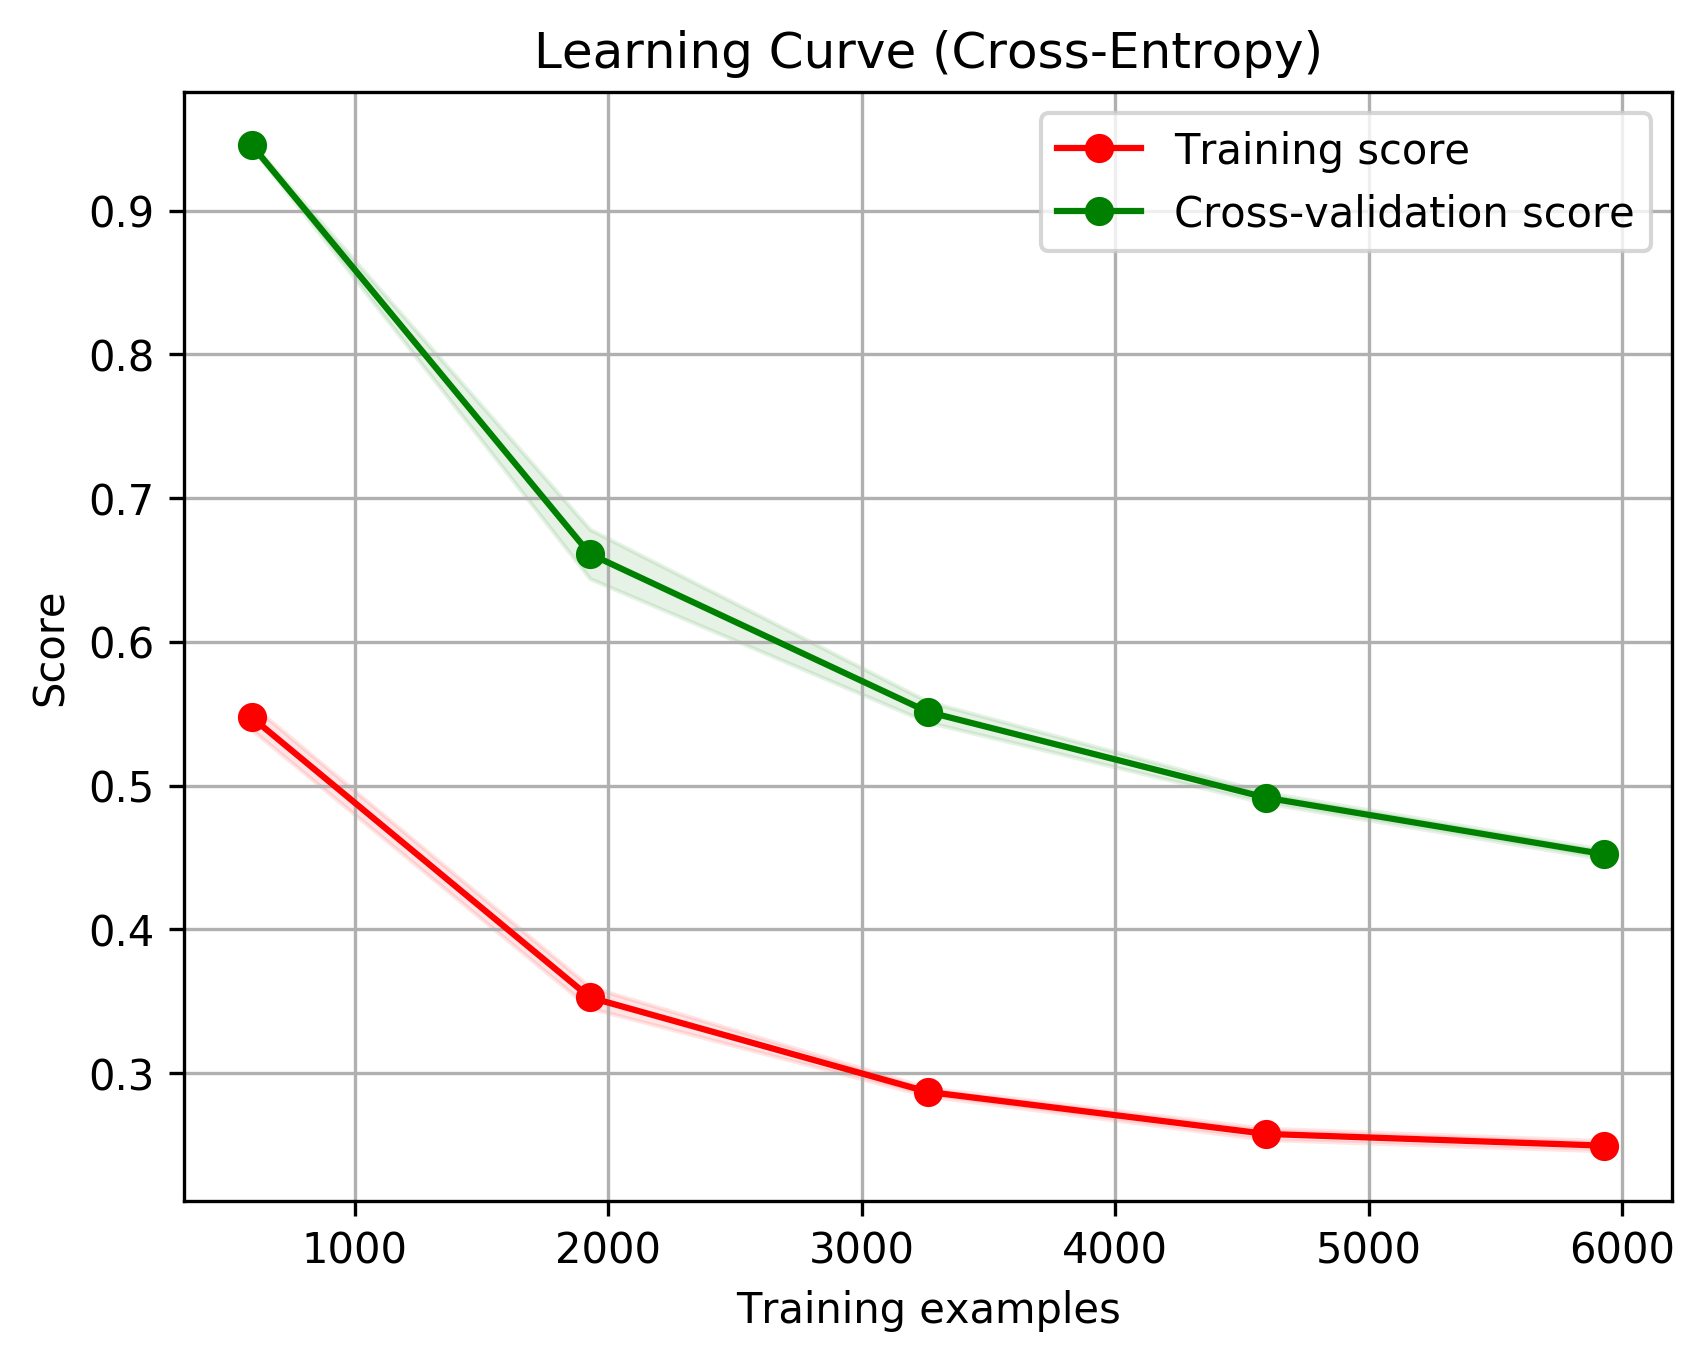 Learning Curve (Cross-Entropy)
Training score
Cross-validation score
0.9
0.8
0.7
0.6
0.5
0.4
0.3
Score
1000 2000 3000 4000 5000 6000
Training examples